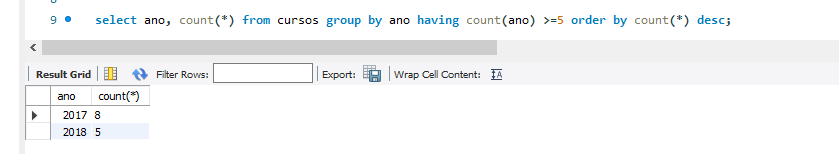 9 select ano, count(*) from cursos group by ano having count(ano) >=5 order by count(*) desc;
Result Grid Filter Rows: Export: Wrap Cell Content:
ano count(*)
2017 8
2018 5